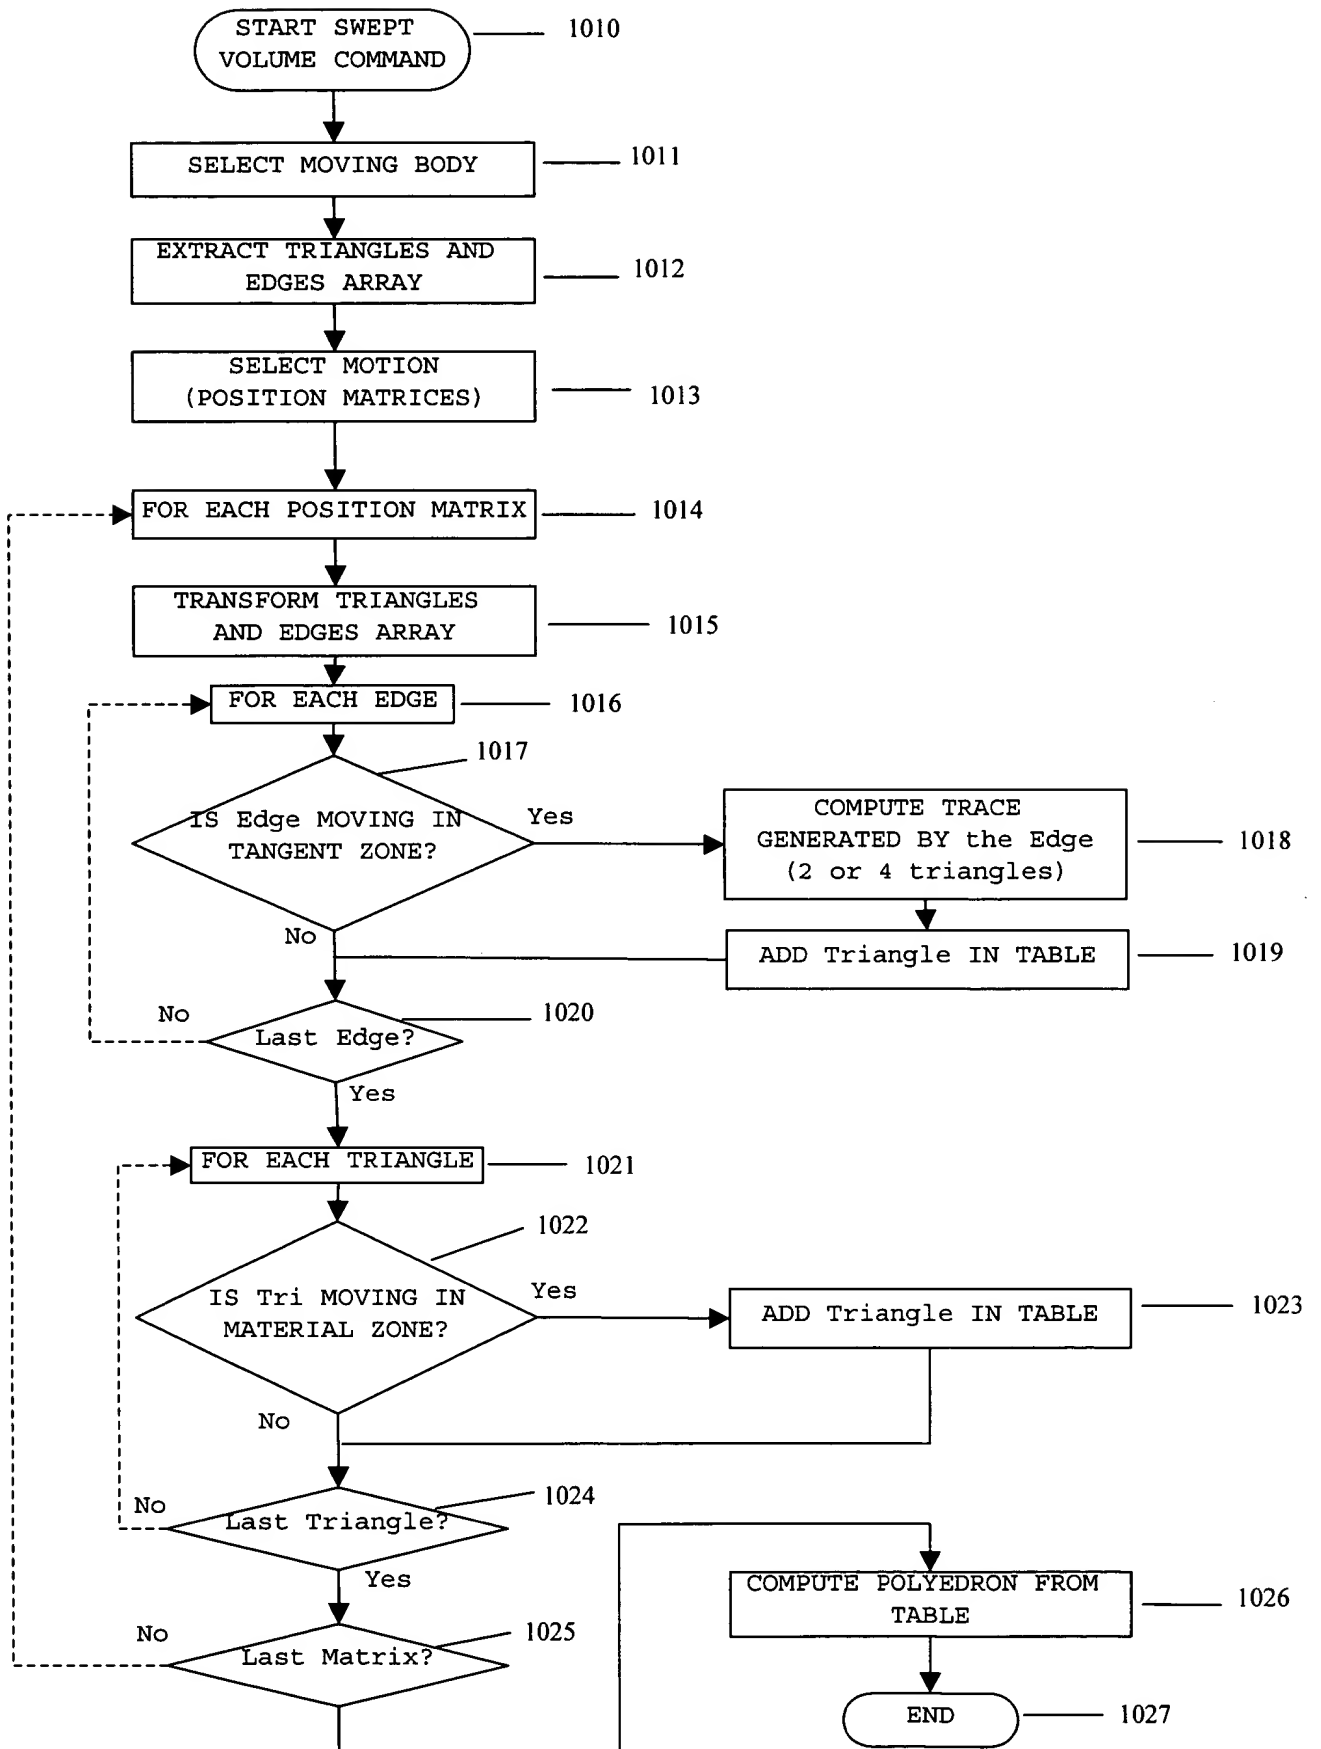 START SWEPT
VOLUME COMMAND
1010
SELECT MOVING BODY
1011
EXTRACT TRIANGLES AND
EDGES ARRAY
1012
SELECT MOTION
(POSITION MATRICES)
1013
FOR EACH POSITION MATRIX
1014
TRANSFORM TRIANGLES
AND EDGES ARRAY
1015
FOR EACH EDGE
1016
1017
IS Edge MOVING IN
TANGENT ZONE?
Yes
No
COMPUTE TRACE
GENERATED BY the Edge
(2 or 4 triangles)
1018
ADD Triangle IN TABLE
1019
Last Edge?
1020
No
Yes
FOR EACH TRIANGLE
1021
1022
IS Tri MOVING IN
MATERIAL ZONE?
Yes
No
ADD Triangle IN TABLE
1023
Last Triangle?
1024
No
Yes
Last Matrix?
1025
No
COMPUTE POLYEDRON FROM
TABLE
1026
END
1027